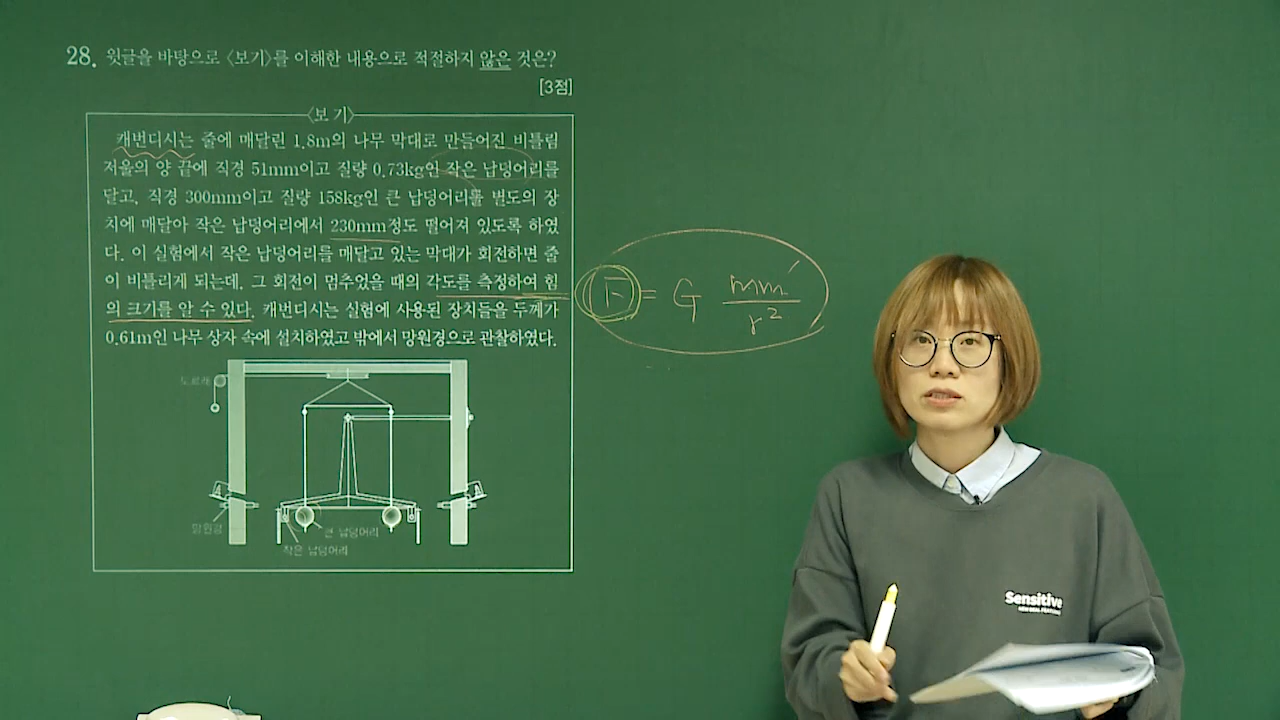 28. 윗글을 바탕으로 〈보기〉를 이해한 내용으로 적절하지 않은 것은?
[3점]
〈보 기〉
캐번디시는 줄에 매달린 1.8m의 나무 막대로 만들어진 비틀림
저울의 양 끝에 직경 51mm이고 질량 0.73kg인 작은 납덩어리를
달고, 직경 300mm이고 질량 158kg인 큰 납덩어리를 별도의 장
치에 매달아 작은 납덩어리에서 230mm정도 떨어져 있도록 하였
다. 이 실험에서 작은 납덩어리를 매달고 있는 막대가 회전하면 줄
이 비틀리게 되는데, 그 회전이 멈추었을 때의 각도를 측정하여 힘
의 크기를 알 수 있다. 캐번디시는 실험에 사용된 장치들을 두께가
0.61m인 나무 상자 속에 설치하였고 밖에서 망원경으로 관찰하였다.
F = G mm′/r²
도르래
망원경
큰 납덩어리
작은 납덩어리
Sensitive